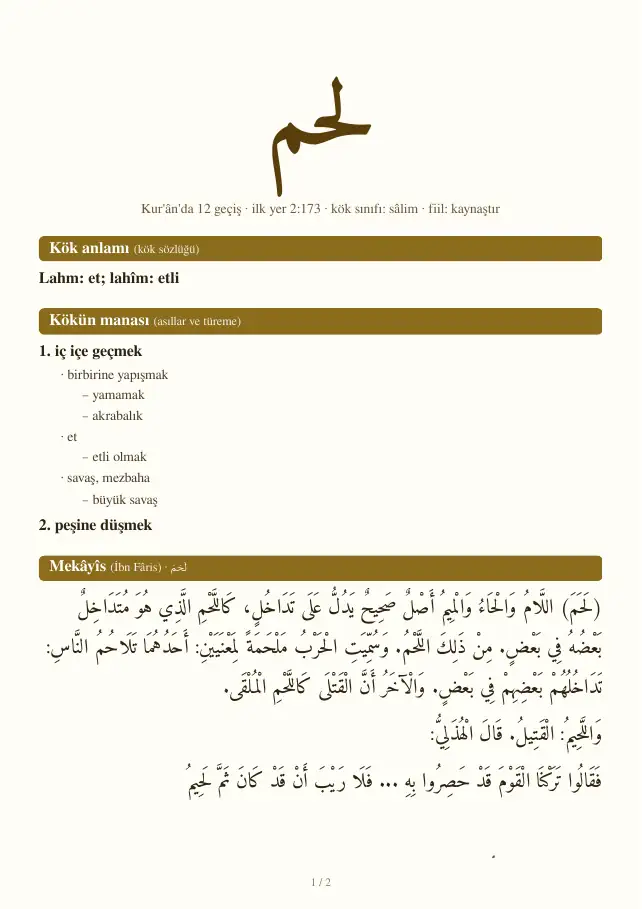 لحم
Kur'ân'da 12 geçiş · ilk yer 2:173 · kök sınıfı: sâlim · fiil: kaynaştır
Kök anlamı (kök sözlüğü)
Lahm: et; lahîm: etli
Kökün manası (asıllar ve türeme)
1. iç içe geçmek
· birbirine yapışmak
– yamamak
– akrabalık
· et
– etli olmak
· savaş, mezbaha
– büyük savaş
2. peşine düşmek
Mekâyîs (İbn Fâris) · لَحَمَ
(لَحَمَ) اللَّامُ وَالْحَاءُ وَالْمِيمُ أَصْلٌ صَحِيحٌ يَدُلُّ عَلَى تَدَاخُلٍ، كَاللَّحْمِ الَّذِي هُوَ مُتَدَاخِلٌ
بَعْضُهُ فِي بَعْضٍ. مِنْ ذَلِكَ اللَّحْمُ. وَسُمِّيَتِ الْحَرْبُ مَلْحَمَةً لِمَعْنَيَيْنِ: أَحَدُهُمَا تَلَاحُمُ النَّاسِ:
تَدَاخُلُهُمْ بَعْضِهِمْ فِي بَعْضٍ. وَالْآخَرُ أَنَّ الْقَتْلَى كَاللَّحْمِ الْمُلْقَى.
وَاللَّحِيمُ: الْقَتِيلُ. قَالَ الْهُذَلِيُّ:
فَقَالُوا تَرَكْنَا الْقَوْمَ قَدْ حَصِرُوا بِهِ ... فَلَا رَيْبَ أَنْ قَدْ كَانَ ثَمَّ لَحِيمُ
1 / 2